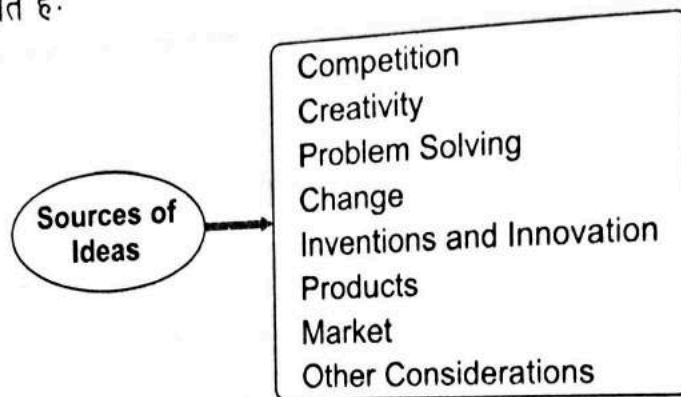 है:
Competition
Creativity
Problem Solving
Change
Inventions and Innovation
Products
Market
Other Considerations
Sources of
Ideas